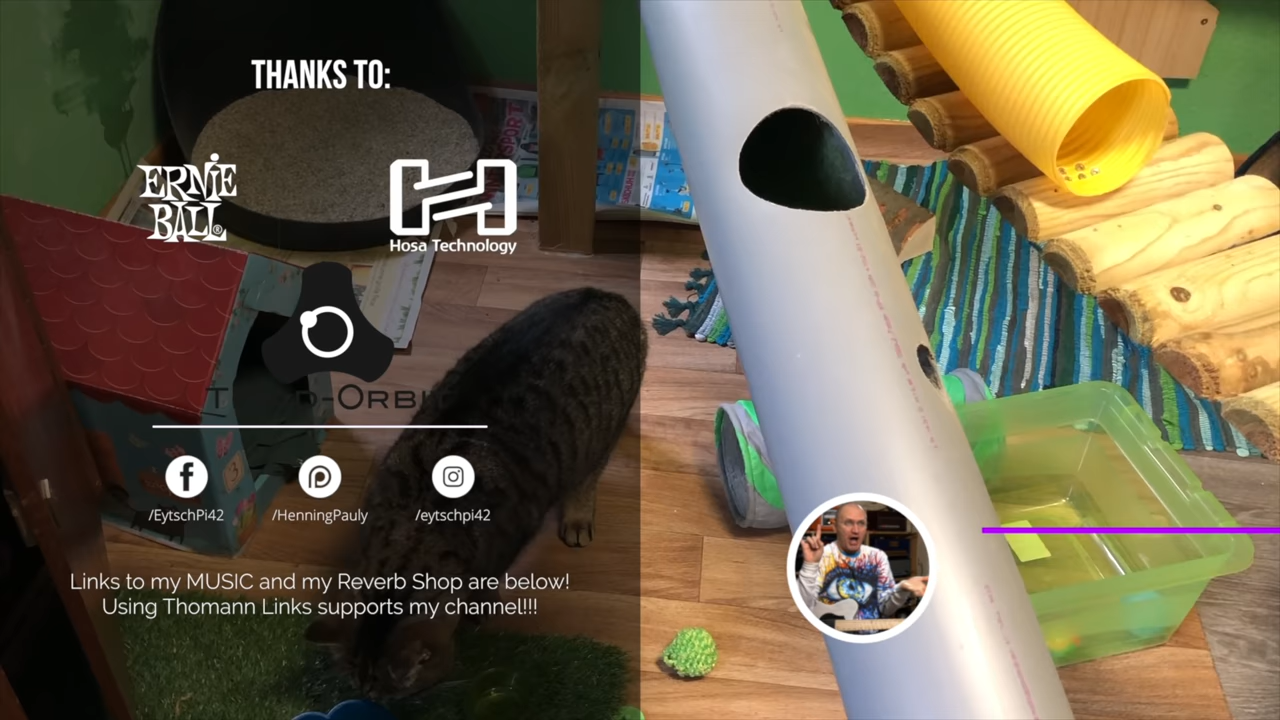 THANKS TO:
ERNIE
BALL®
Hosa Technology
/EytschPi42
/HenningPauly
/eytschpi42
Links to my MUSIC and my Reverb Shop are below!
Using Thomann Links supports my channel!!!